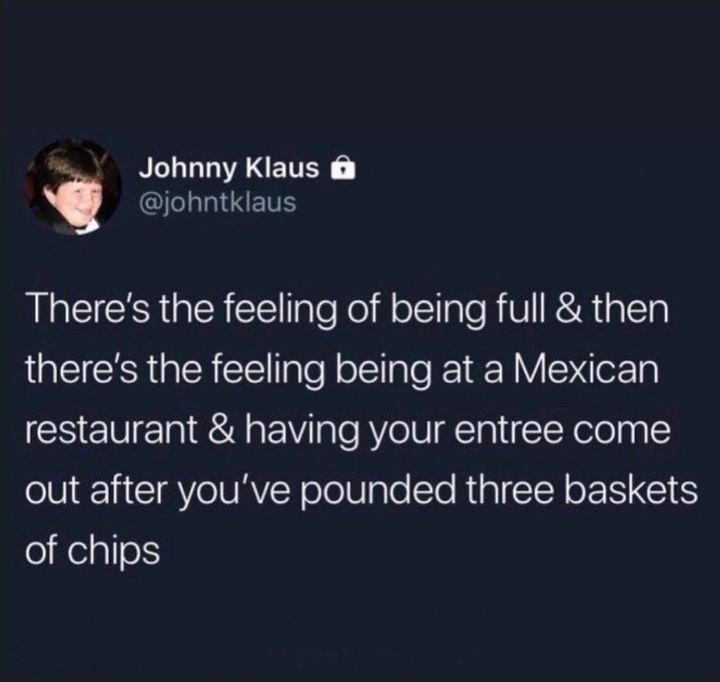 Johnny Klaus
@johntklaus
There's the feeling of being full & then
there's the feeling being at a Mexican
restaurant & having your entree come
out after you've pounded three baskets
of chips